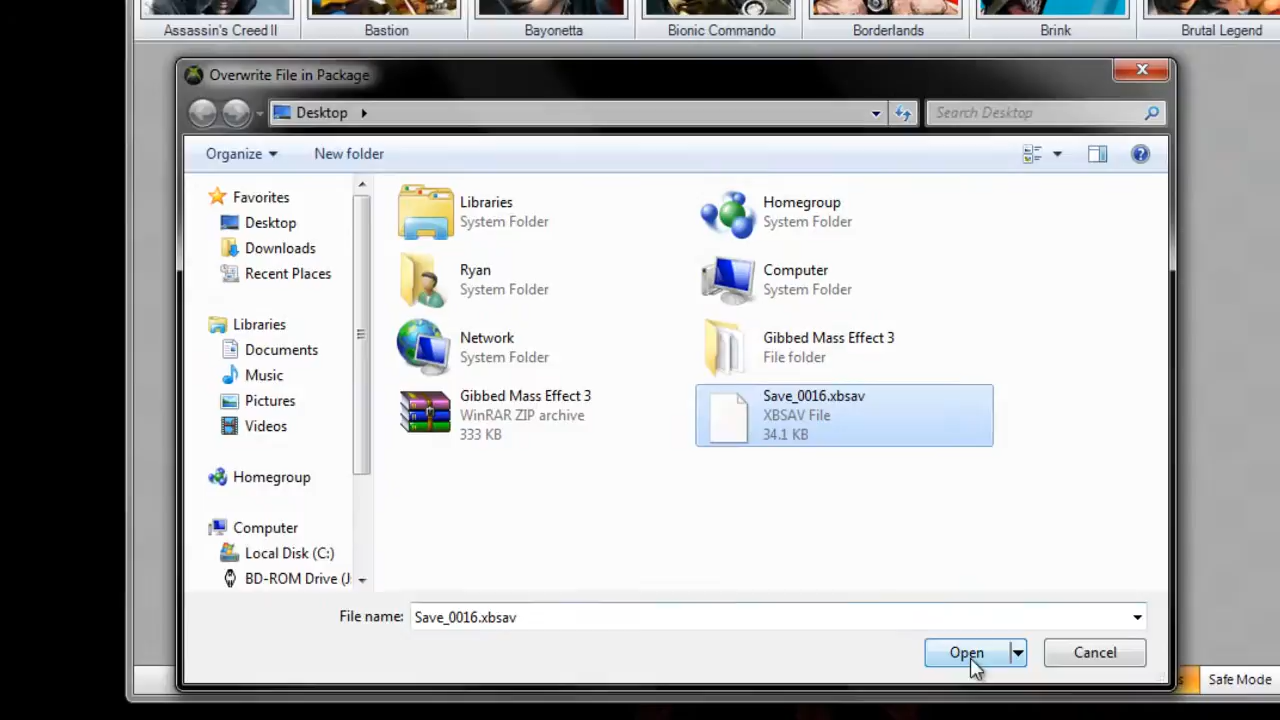 Assassin's Creed II
Bastion
Bayonetta
Bionic Commando
Borderlands
Brink
Brutal Legend
Overwrite File in Package
Desktop
Search Desktop
Organize
New folder
Favorites
Desktop
Downloads
Recent Places
Libraries
Documents
Music
Pictures
Videos
Homegroup
Computer
Local Disk (C:)
BD-ROM Drive (J:
Libraries
System Folder
Homegroup
System Folder
Ryan
System Folder
Computer
System Folder
Network
System Folder
Gibbed Mass Effect 3
File folder
Gibbed Mass Effect 3
WinRAR ZIP archive
333 KB
Save_0016.xbsav
XBSAV File
34.1 KB
File name:
Save_0016.xbsav
Open
Cancel
Safe Mode